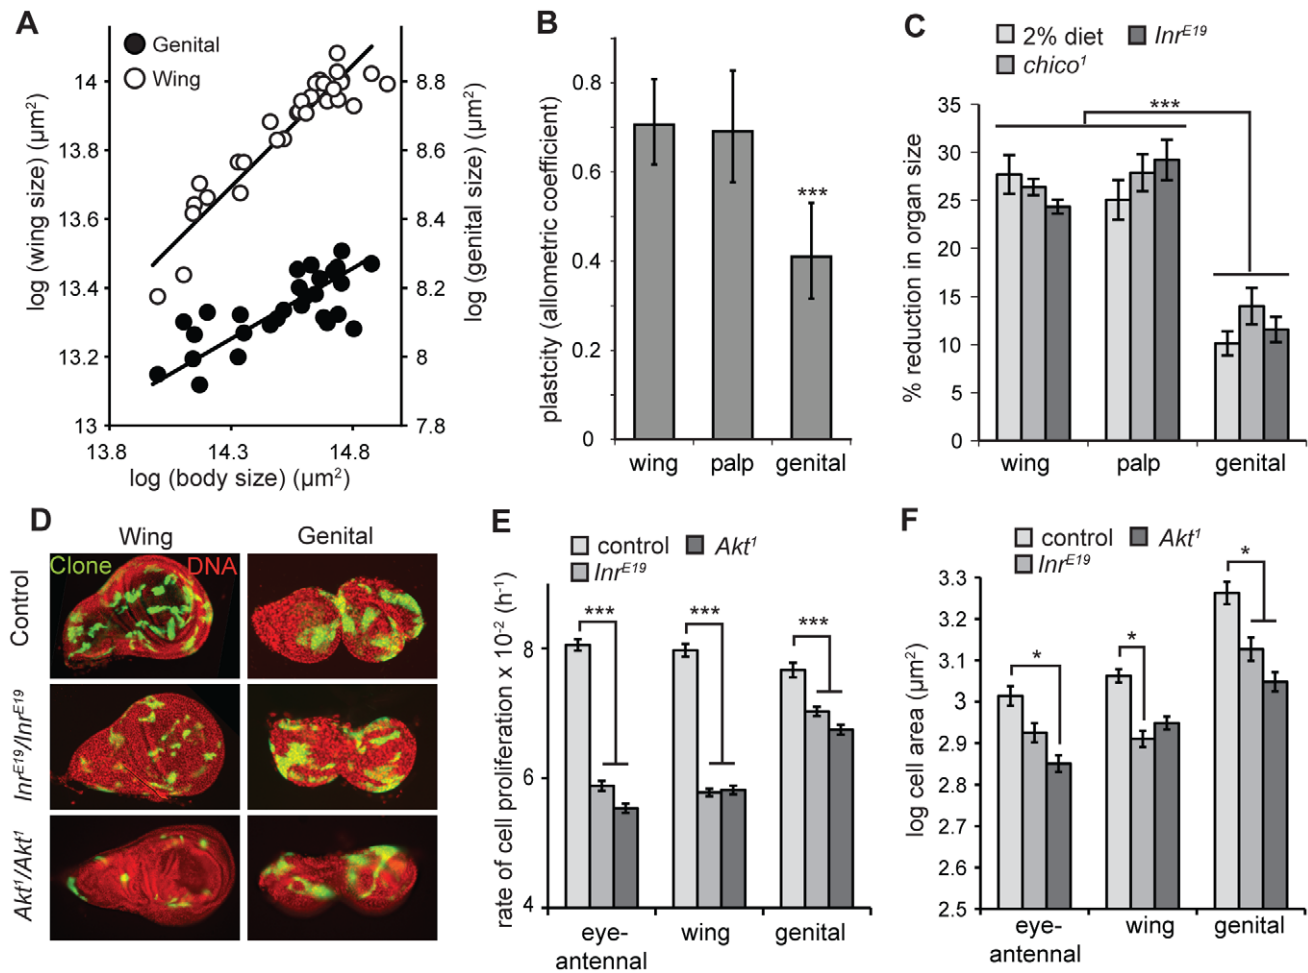 A
Genital
Wing
log (wing size) (µm²)
14
13.8
13.6
13.4
13.2
13
8.8
8.6
8.4
8.2
8
7.8
log (genital size) (µm²)
13.8 14.3 14.8
log (body size) (µm²)
B
plastcity (allometric coefficient)
0.8
0.6
0.4
0.2
0
***
wing palp genital
C
2% diet InrE19
chico1
% reduction in organ size
35
30
25
20
15
10
5
0
***
wing palp genital
D
Wing Genital
Clone DNA
Control
InrE19/InrE19
Akt1/Akt1
E
control Akt1
InrE19
rate of cell proliferation x 10-2 (h-1)
8
6
4
*** *** ***
eye-
antennal
wing genital
F
control Akt1
InrE19
log cell area (µm²)
3.3
3.2
3.1
3
2.9
2.8
2.7
2.6
2.5
* * *
eye-
antennal
wing genital